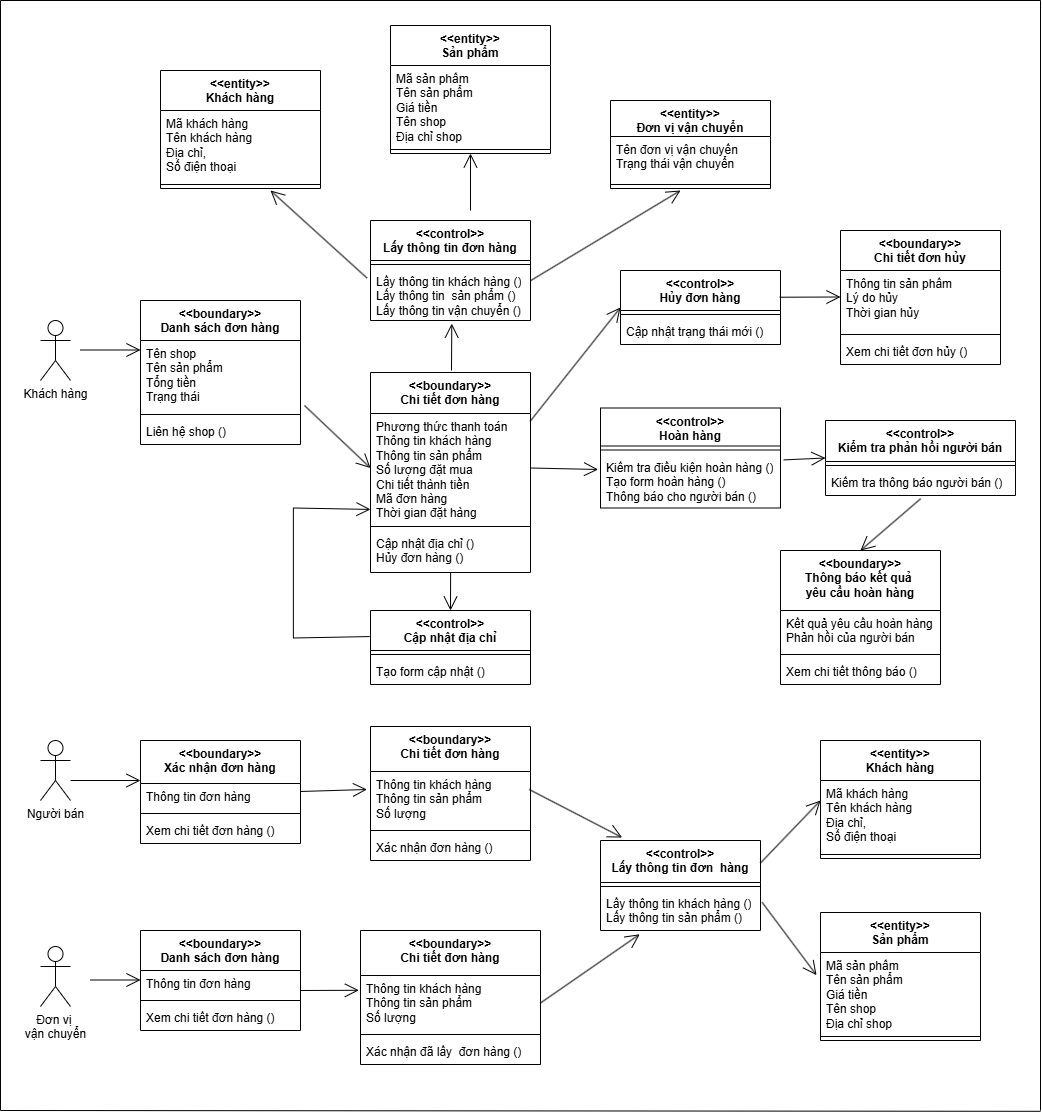 <<entity>>
Sản phẩm
Mã sản phẩm
Tên sản phẩm
Giá tiền
Tên shop
Địa chỉ shop
<<entity>>
Khách hàng
Mã khách hàng
Tên khách hàng
Địa chỉ,
Số điện thoại
<<entity>>
Đơn vị vận chuyển
Tên đơn vị vận chuyển
Trạng thái vận chuyển
<<control>>
Lấy thông tin đơn hàng
Lấy thông tin khách hàng ()
Lấy thông tin sản phẩm ()
Lấy thông tin vận chuyển ()
<<boundary>>
Chi tiết đơn hủy
Thông tin sản phẩm
Lý do hủy
Thời gian hủy
Xem chi tiết đơn hủy ()
<<control>>
Hủy đơn hàng
Cập nhật trạng thái mới ()
Khách hàng
<<boundary>>
Danh sách đơn hàng
Tên shop
Tên sản phẩm
Tổng tiền
Trạng thái
Liên hệ shop ()
<<boundary>>
Chi tiết đơn hàng
Phương thức thanh toán
Thông tin khách hàng
Thông tin sản phẩm
Số lượng đặt mua
Chi tiết thành tiền
Mã đơn hàng
Thời gian đặt hàng
Cập nhật địa chỉ ()
Hủy đơn hàng ()
<<control>>
Hoàn hàng
Kiểm tra điều kiện hoàn hàng ()
Tạo form hoàn hàng ()
Thông báo cho người bán ()
<<control>>
Kiểm tra phản hồi người bán
Kiểm tra thông báo người bán ()
<<boundary>>
Thông báo kết quả
yêu cầu hoàn hàng
Kết quả yêu cầu hoàn hàng
Phản hồi của người bán
Xem chi tiết thông báo ()
<<control>>
Cập nhật địa chỉ
Tạo form cập nhật ()
Người bán
<<boundary>>
Xác nhận đơn hàng
Thông tin đơn hàng
Xem chi tiết đơn hàng ()
<<boundary>>
Chi tiết đơn hàng
Thông tin khách hàng
Thông tin sản phẩm
Số lượng
Xác nhận đơn hàng ()
<<entity>>
Khách hàng
Mã khách hàng
Tên khách hàng
Địa chỉ,
Số điện thoại
<<control>>
Lấy thông tin đơn hàng
Lấy thông tin khách hàng ()
Lấy thông tin sản phẩm ()
<<entity>>
Sản phẩm
Mã sản phẩm
Tên sản phẩm
Giá tiền
Tên shop
Địa chỉ shop
Đơn vị
vận chuyển
<<boundary>>
Danh sách đơn hàng
Thông tin đơn hàng
Xem chi tiết đơn hàng ()
<<boundary>>
Chi tiết đơn hàng
Thông tin khách hàng
Thông tin sản phẩm
Số lượng
Xác nhận đã lấy đơn hàng ()